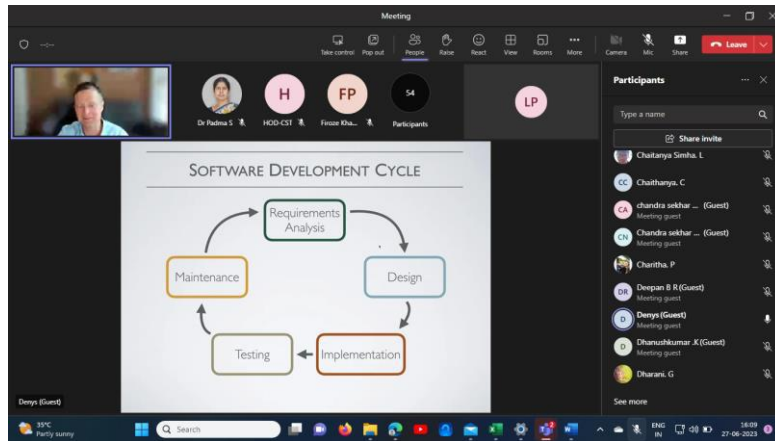 Meeting
Take control
Pop out
People
Raise
React
View
Rooms
More
Camera
Mic
Share
Leave
Dr Padma S
H
HOD-CST
FP
Firoze Kha...
54
Participants
LP
SOFTWARE DEVELOPMENT CYCLE
Requirements
Analysis
Maintenance
Design
Testing
Implementation
Denys (Guest)
Participants
Type a name
Share invite
Chaitanya Simha. L
CC
Chaithanya. C
CA
chandra sekhar ... (Guest)
Meeting guest
CN
Chandra sekhar ... (Guest)
Meeting guest
Charitha. P
DR
Deepan B R(Guest)
Meeting guest
D
Denys (Guest)
Meeting guest
D
Dhanushkumar .K(Guest)
Meeting guest
Dharani. G
See more
35°C
Partly sunny
Search
ENG
IN
16:09
27-06-2023